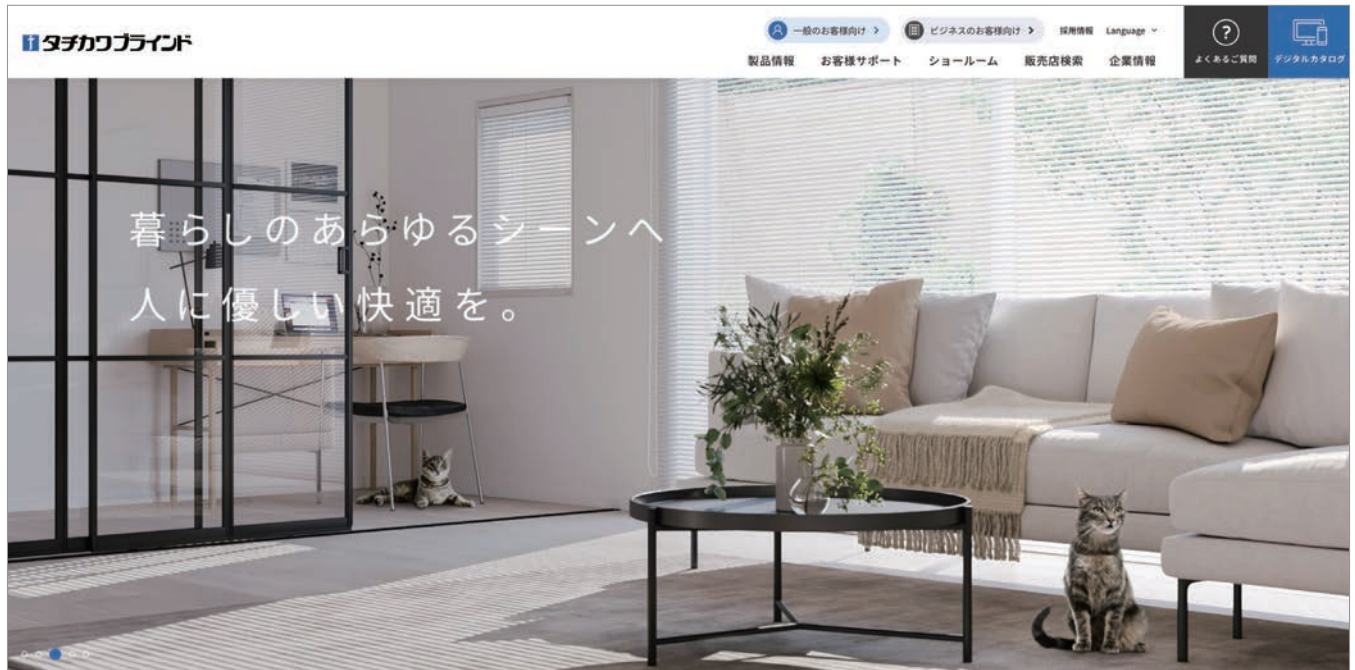 タチカワブラインド
一般のお客様向け
ビジネスのお客様向け
採用情報
Language
製品情報
お客様サポート
ショールーム
販売店検索
企業情報
よくあるご質問
デジタルカタログ
暮らしのあらゆるシーンへ
人に優しい快適を。